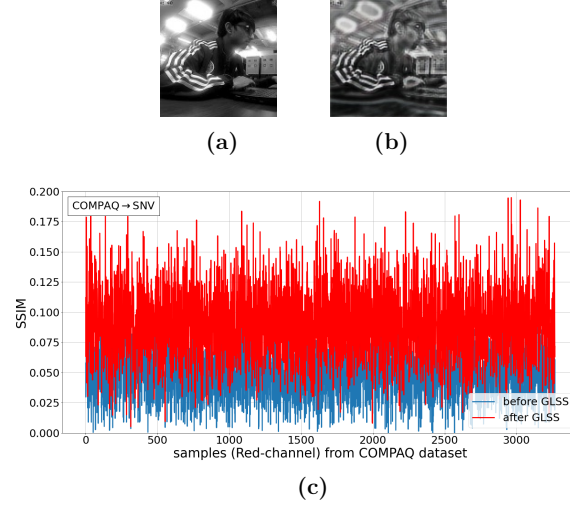 (a)
(b)
0.200
0.175
0.150
0.125
0.100
0.075
0.050
0.025
0.000
SSIM
COMPAQ → SNV
before GLSS
after GLSS
0
500
1000
1500
2000
2500
3000
samples (Red-channel) from COMPAQ dataset
(c)